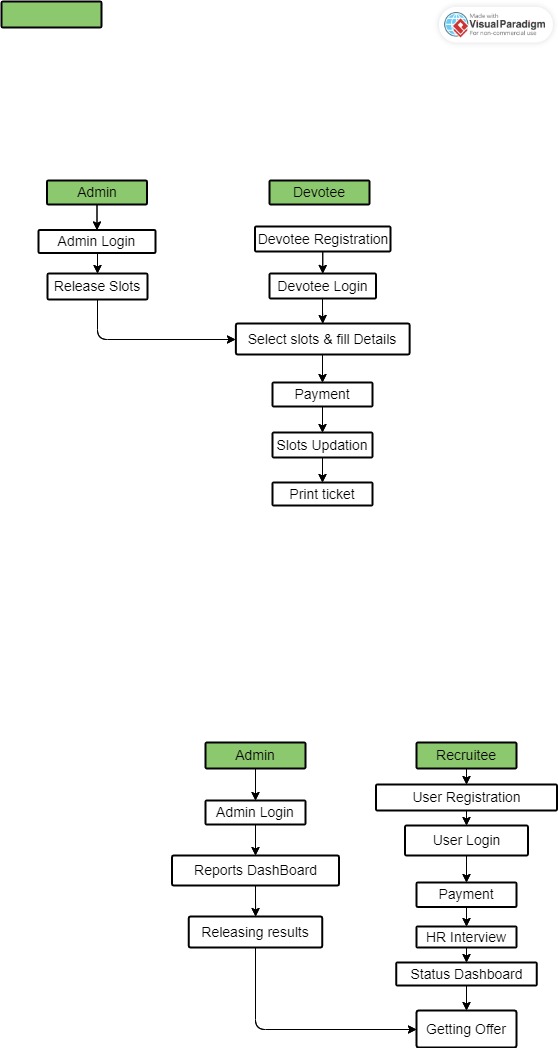 Made with
Visual Paradigm
For non-commercial use
Admin
Devotee
Admin Login
Devotee Registration
Release Slots
Devotee Login
Select slots & fill Details
Payment
Slots Updation
Print ticket
Admin
Recruitee
Admin Login
User Registration
User Login
Reports DashBoard
Payment
Releasing results
HR Interview
Status Dashboard
Getting Offer